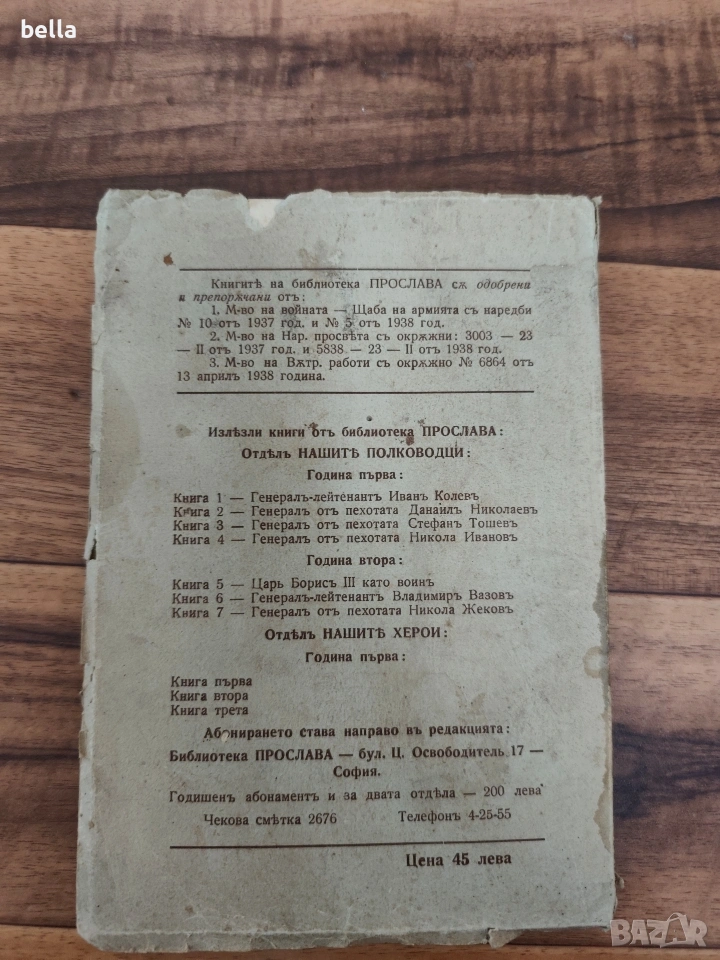 bella
Книгитѣ на библиотека ПРОСЛАВА сѫ одобрени
и препорѫчани отъ:
1. М-во на войната — Щаба на армията съ наредби
№ 10 отъ 1937 год. и № 5 отъ 1938 год.
2. М-во на Нар. просвѣта съ окрѫжни: 3003 — 23
— II отъ 1937 год. и 5838 — 23 — II отъ 1938 год.
3. М-во на Вѫтр. работи съ окрѫжно № 6864 отъ
13 априлъ 1938 година.
Излѣзли книги отъ библиотека ПРОСЛАВА:
Отдѣлъ НАШИТѢ ПОЛКОВОДЦИ:
Година първа:
Книга 1 — Генералъ-лейтенантъ Иванъ Колевъ
Книга 2 — Генералъ отъ пехотата Данаилъ Николаевъ
Книга 3 — Генералъ отъ пехотата Стефанъ Тошевъ
Книга 4 — Генералъ отъ пехотата Никола Ивановъ
Година втора:
Книга 5 — Царь Борисъ III като воинъ
Книга 6 — Генералъ-лейтенантъ Владимиръ Вазовъ
Книга 7 — Генералъ отъ пехотата Никола Жековъ
Отдѣлъ НАШИТѢ ХЕРОИ:
Година първа:
Книга първа
Книга втора
Книга трета
Абонирането става направо въ редакцията:
Библиотека ПРОСЛАВА — бул. Ц. Освободитель 17 —
София.
Годишенъ абонаментъ и за двата отдѣла — 200 лева
Чекова смѣтка 2676 Телефонъ 4-25-55
Цена 45 лева
BAZAR